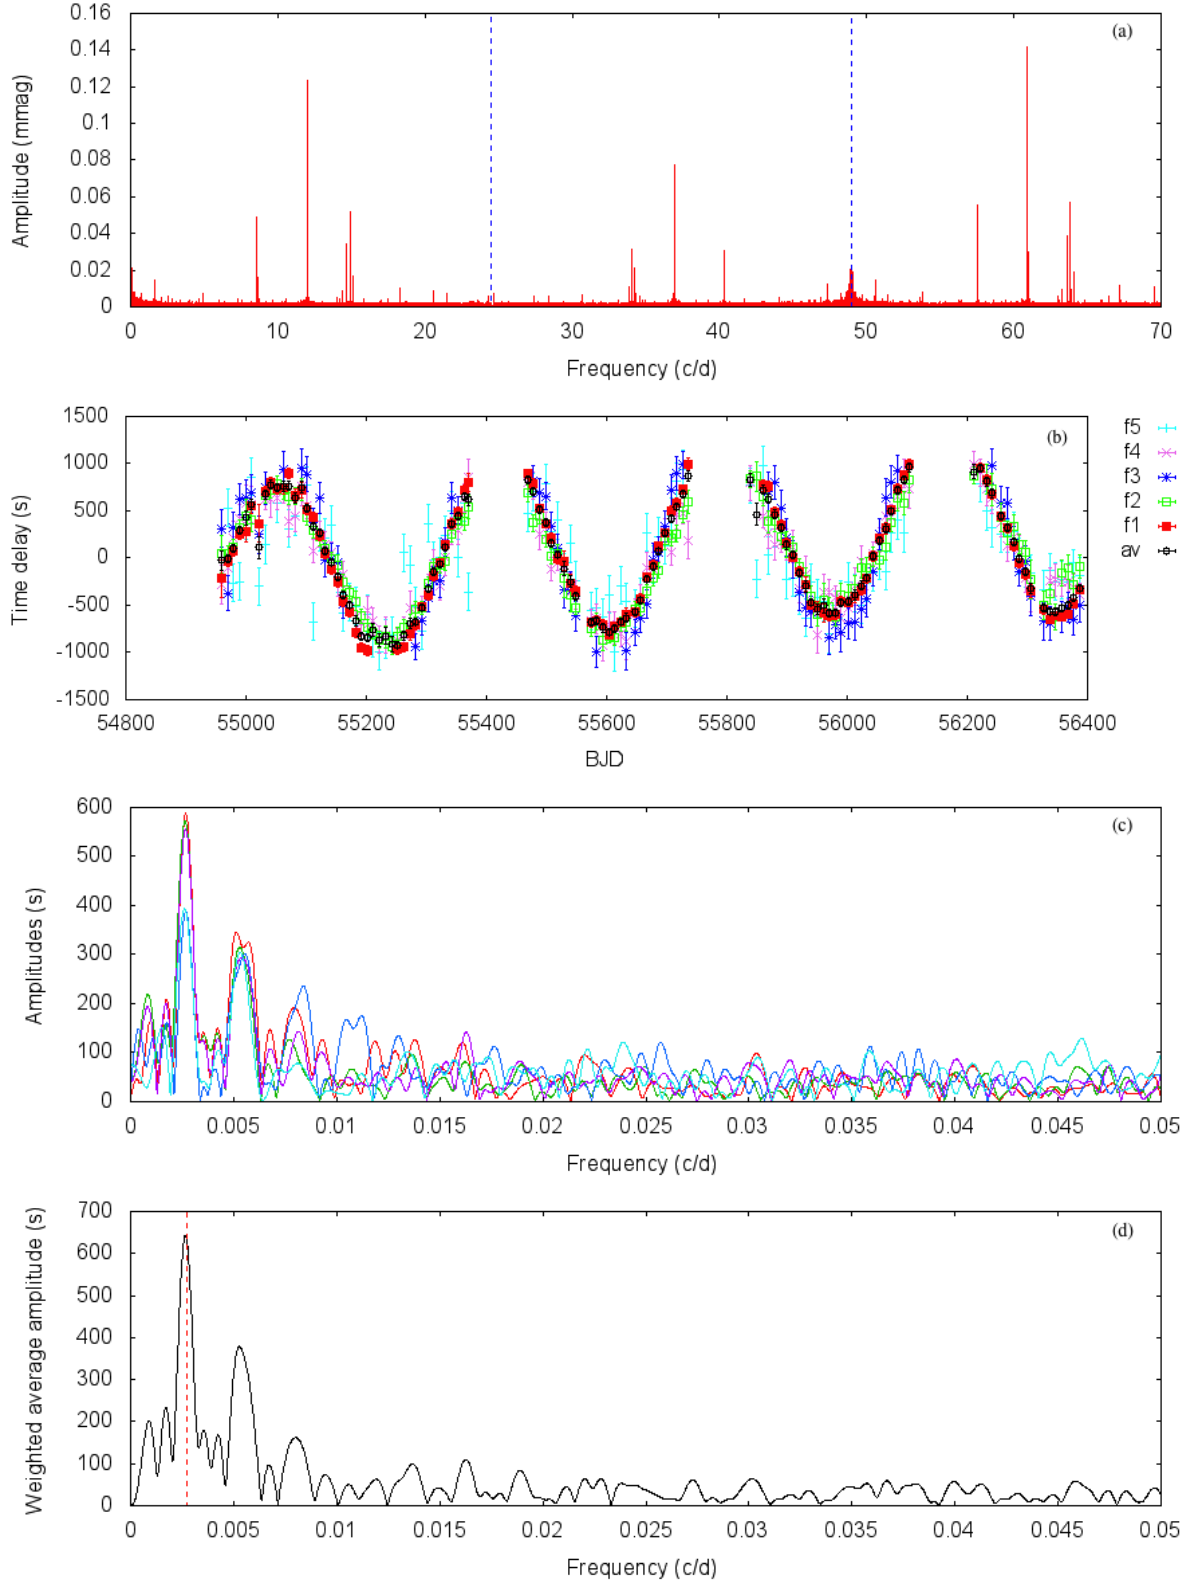 (a)
Amplitude (mmag)
0.16
0.14
0.12
0.1
0.08
0.06
0.04
0.02
0
0 10 20 30 40 50 60 70
Frequency (c/d)
(b)
Time delay (s)
1500
1000
500
0
-500
-1000
-1500
54800 55000 55200 55400 55600 55800 56000 56200 56400
BJD
f5
f4
f3
f2
f1
av
(c)
Amplitudes (s)
600
500
400
300
200
100
0
0 0.005 0.01 0.015 0.02 0.025 0.03 0.035 0.04 0.045 0.05
Frequency (c/d)
(d)
Weighted average amplitude (s)
700
600
500
400
300
200
100
0
0 0.005 0.01 0.015 0.02 0.025 0.03 0.035 0.04 0.045 0.05
Frequency (c/d)